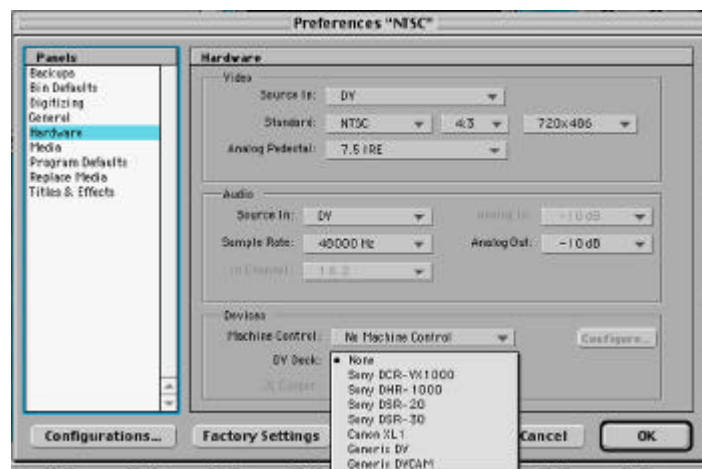 Preferences "NTSC"
Panels
Backups
Bin Defaults
Digitizing
General
Hardware
Media
Program Defaults
Replace Media
Titles & Effects
Hardware
Video
Source In: DV
Standard: NTSC 4:3 720x486
Analog Pedestal: 7.5 IRE
Audio
Source In: DV Analog In: -10 dB
Sample Rate: 48000 Hz Analog Out: -10 dB
In Channel: 1 & 2
Devices
Machine Control: No Machine Control Configure...
DV Deck: • None
Sony DCR-VX1000
Sony DHR-1000
Sony DSR-20
Sony DSR-30
Canon XL1
Generic DV
Generic DVCAM
Configurations... Factory Settings Cancel OK